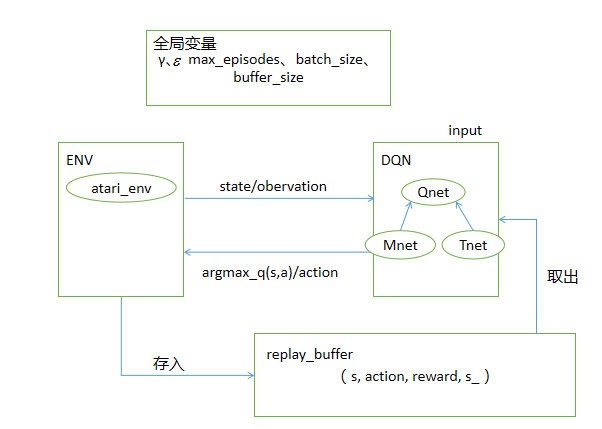 全局变量
γ、ε max_episodes、batch_size、
buffer_size
input
ENV
DQN
atari_env
state/obervation
Qnet
Mnet
Tnet
argmax_q(s,a)/action
取出
存入
replay_buffer
( s, action, reward, s_ )